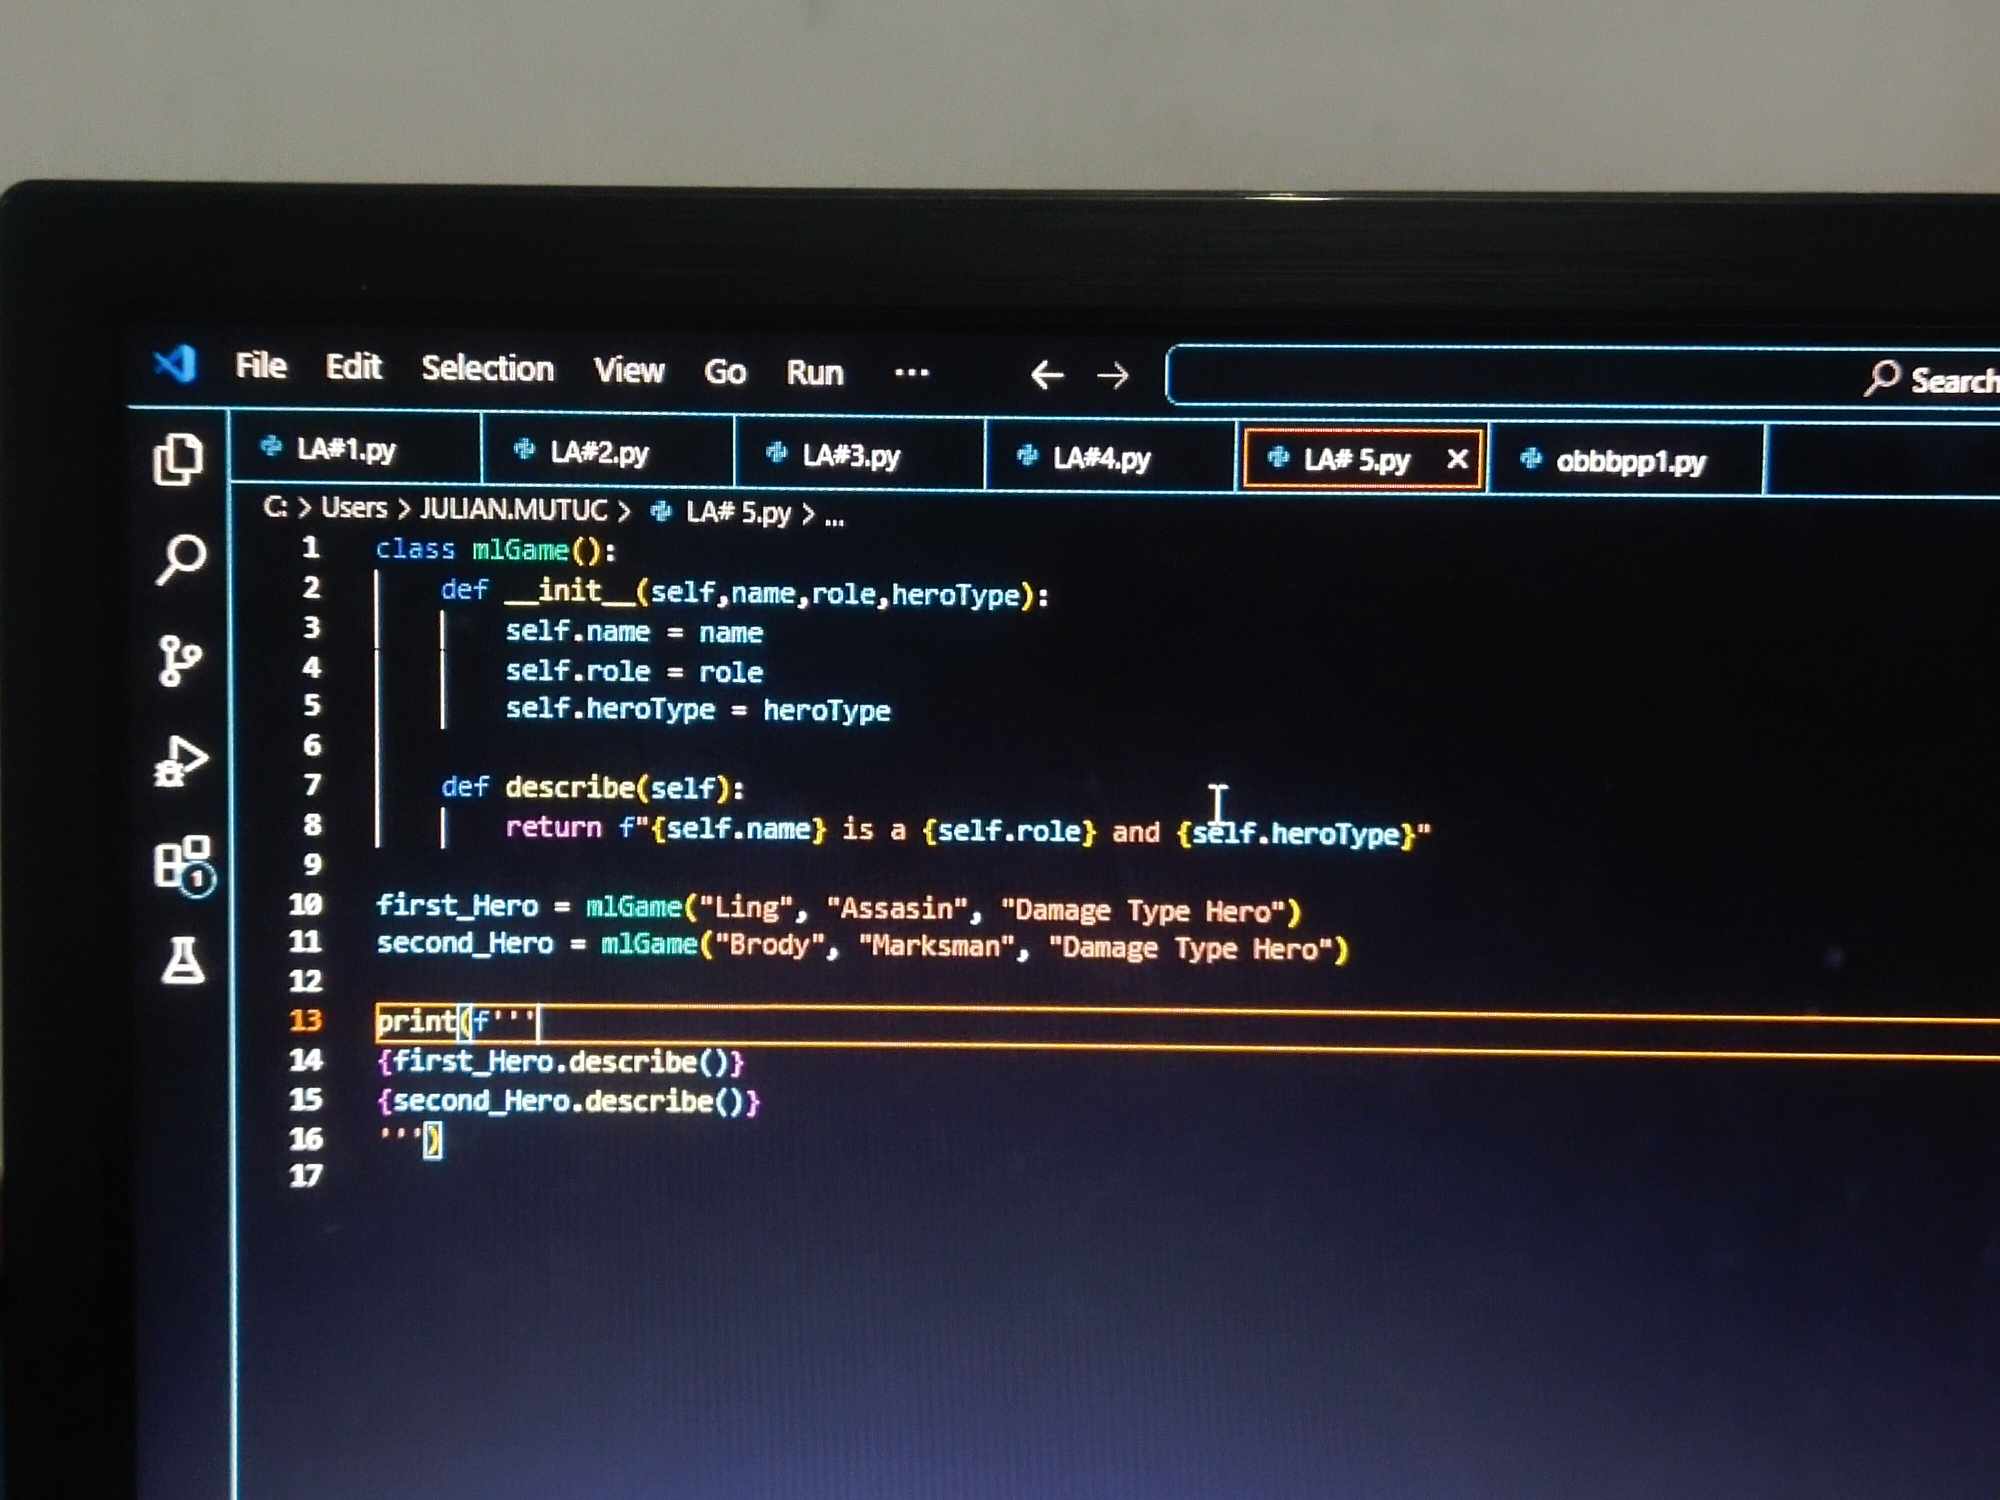 File Edit Selection View Go Run ... Search
LA#1.py LA#2.py LA#3.py LA#4.py LA# 5.py obbbpp1.py
C: > Users > JULIAN.MUTUC > LA# 5.py > ...
1 class mlGame():
2 def __init__(self,name,role,heroType):
3 self.name = name
4 self.role = role
5 self.heroType = heroType
6
7 def describe(self):
8 return f"{self.name} is a {self.role} and {self.heroType}"
9
10 first_Hero = mlGame("Ling", "Assasin", "Damage Type Hero")
11 second_Hero = mlGame("Brody", "Marksman", "Damage Type Hero")
12
13 print(f'''
14 {first_Hero.describe()}
15 {second_Hero.describe()}
16 ''')
17
1